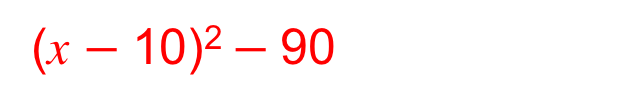 (x – 10)² – 90